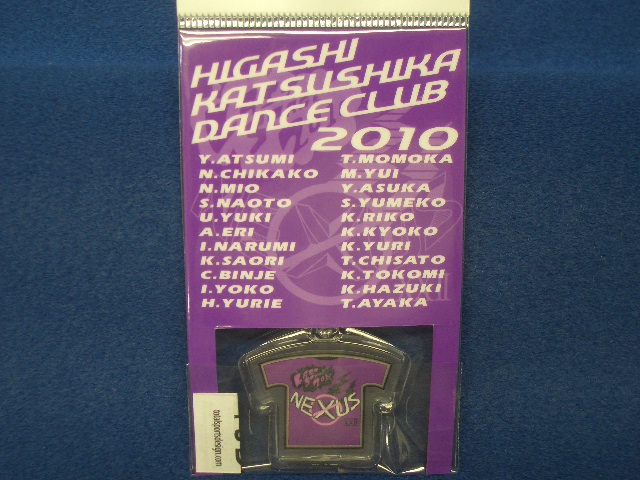 HIGASHI
KATSUSHIKA
DANCE CLUB
2010
Y.ATSUMI
N.CHIKAKO
N.MIO
S.NAOTO
U.YUKI
A.ERI
I.NARUMI
K.SAORI
C.BINJE
I.YOKO
H.YURIE
T.MOMOKA
M.YUI
Y.ASUKA
S.YUMEKO
K.RIKO
K.KYOKO
K.YURI
T.CHISATO
K.TOKOMI
K.HAZUKI
T.AYAKA
NEXUS